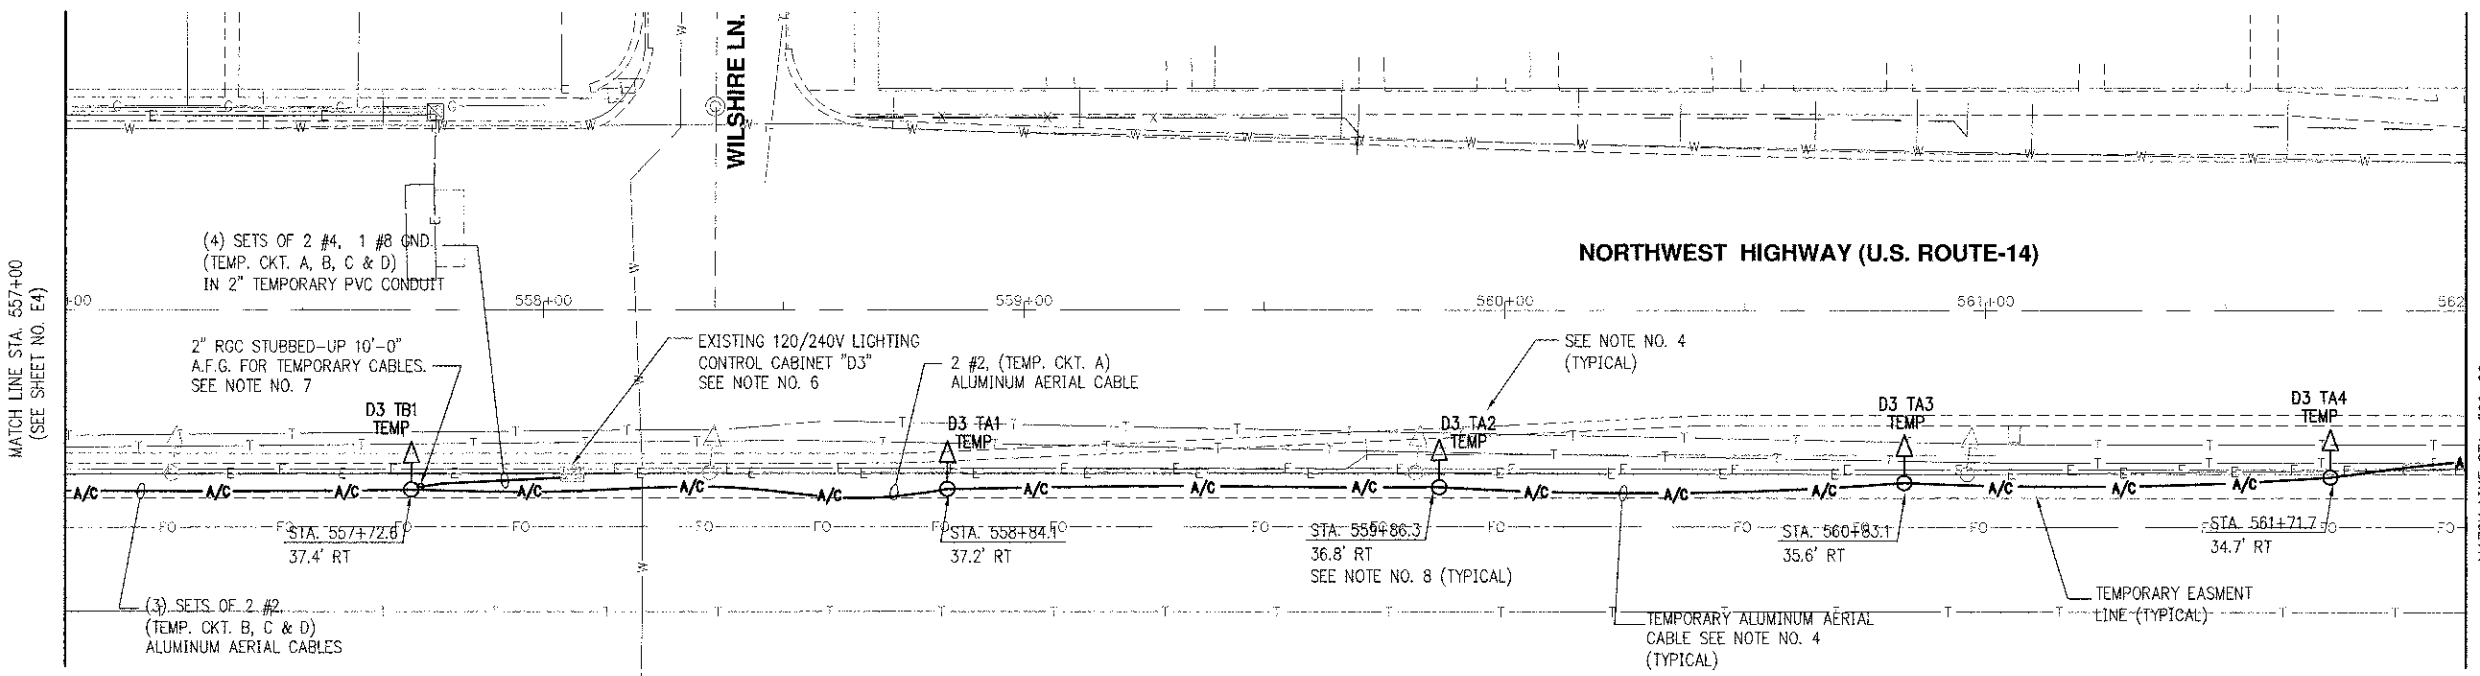 WILSHIRE LN.
NORTHWEST HIGHWAY (U.S. ROUTE-14)
MATCH LINE STA. 557+00
(SEE SHEET NO. E4)
(4) SETS OF 2 #4, 1 #8 GND.
(TEMP. CKT. A, B, C & D)
IN 2" TEMPORARY PVC CONDUIT
+00
558+00
559+00
560+00
561+00
562
2" RGC STUBBED-UP 10'-0"
A.F.G. FOR TEMPORARY CABLES.
SEE NOTE NO. 7
EXISTING 120/240V LIGHTING
CONTROL CABINET "D3"
SEE NOTE NO. 6
2 #2, (TEMP. CKT. A)
ALUMINUM AERIAL CABLE
SEE NOTE NO. 4
(TYPICAL)
D3 TB1
TEMP
D3 TA1
TEMP
D3 TA2
TEMP
D3 TA3
TEMP
D3 TA4
TEMP
A/C A/C A/C A/C A/C A/C A/C A/C A/C A/C A/C A/C A/C A/C A/C
STA. 557+72.6
37.4' RT
STA. 558+84.1
37.2' RT
STA. 559+86.3
36.8' RT
SEE NOTE NO. 8 (TYPICAL)
STA. 560+83.1
35.6' RT
STA. 561+71.7
34.7' RT
(3) SETS OF 2 #2,
(TEMP. CKT. B, C & D)
ALUMINUM AERIAL CABLES
TEMPORARY ALUMINUM AERIAL
CABLE SEE NOTE NO. 4
(TYPICAL)
TEMPORARY EASMENT
LINE (TYPICAL)